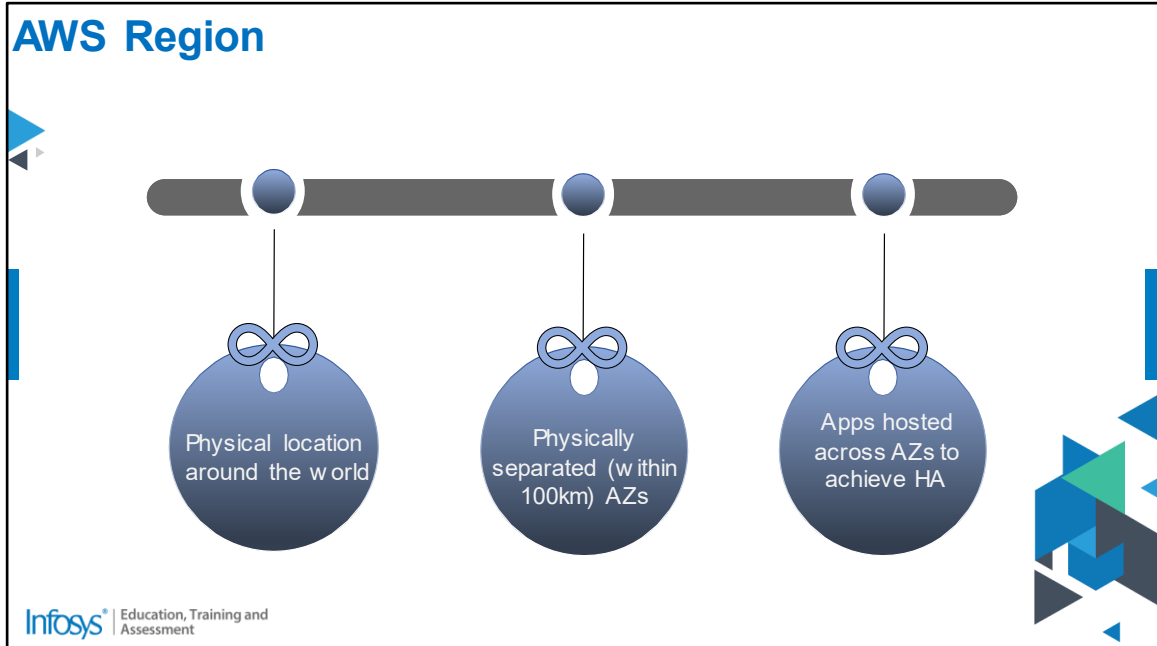 AWS Region
Physical location
around the world
Physically
separated (within
100km) AZs
Apps hosted
across AZs to
achieve HA
Infosys® | Education, Training and
Assessment